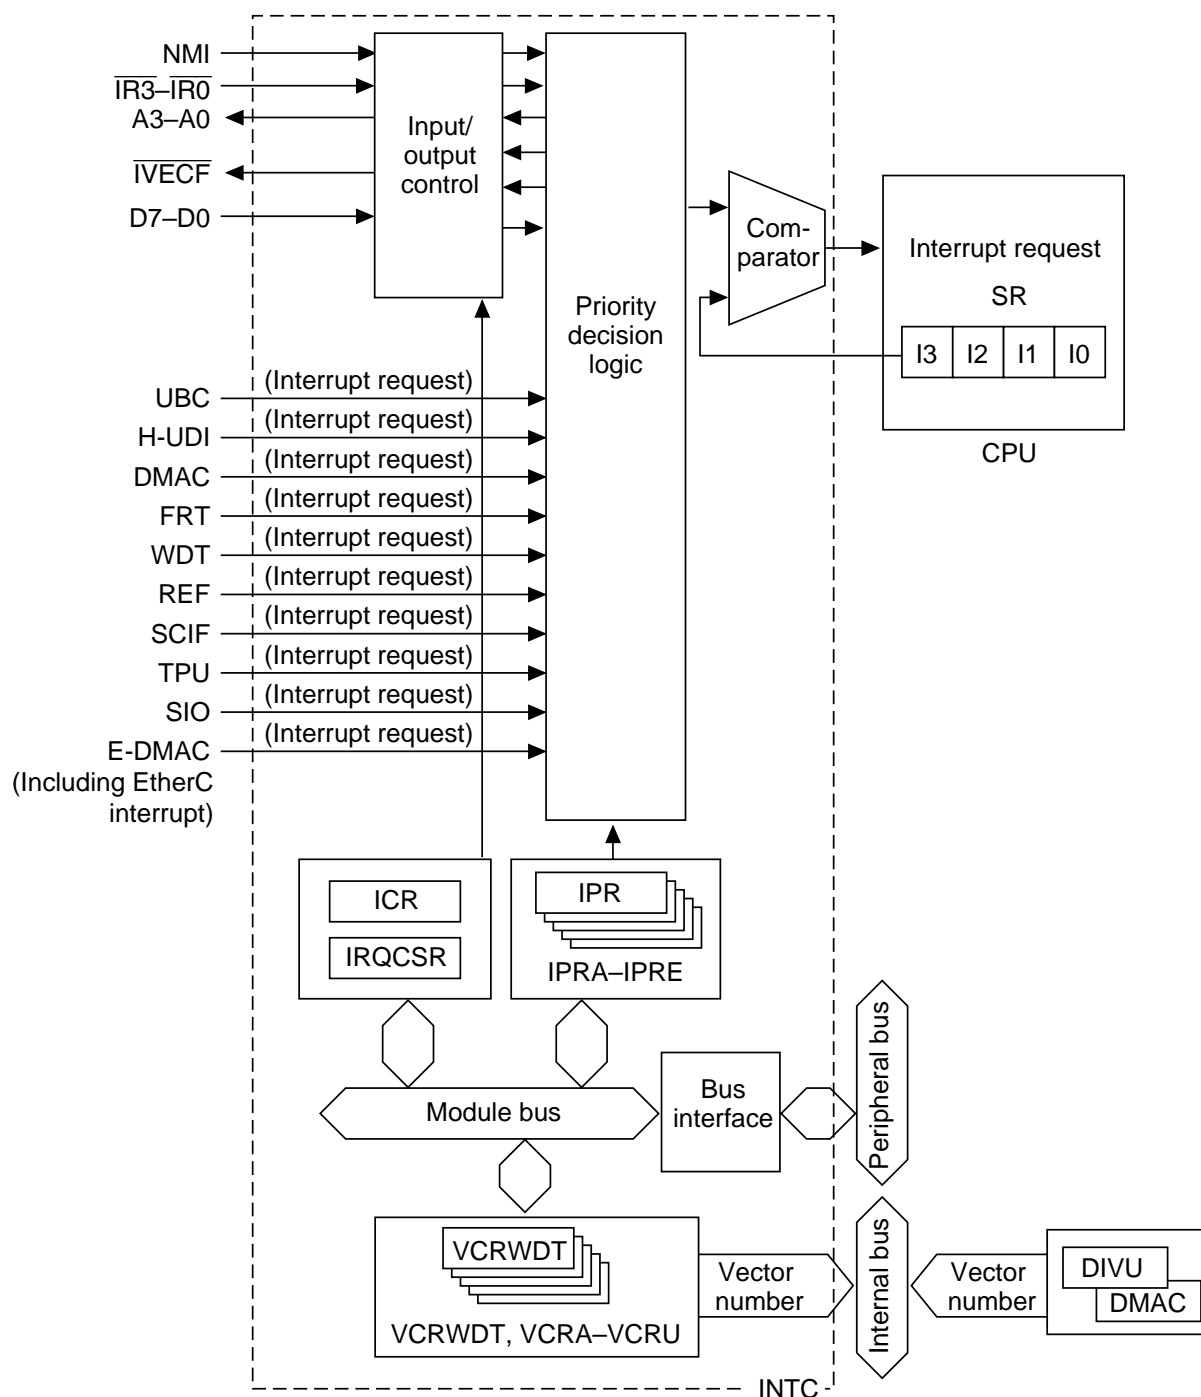 NMI
I̅R̅3̅–I̅R̅0̅
A3–A0
I̅V̅E̅C̅F̅
D7–D0
Input/
output
control
Priority
decision
logic
Com-
parator
Interrupt request
SR
I3 I2 I1 I0
CPU
UBC (Interrupt request)
H-UDI (Interrupt request)
DMAC (Interrupt request)
FRT (Interrupt request)
WDT (Interrupt request)
REF (Interrupt request)
SCIF (Interrupt request)
TPU (Interrupt request)
SIO (Interrupt request)
E-DMAC (Interrupt request)
(Including EtherC
interrupt)
ICR
IRQCSR
IPR
IPRA–IPRE
Module bus
Bus
interface
Peripheral bus
VCRWDT
VCRWDT, VCRA–VCRU
Vector
number
Internal bus
Vector
number
DIVU
DMAC
INTC